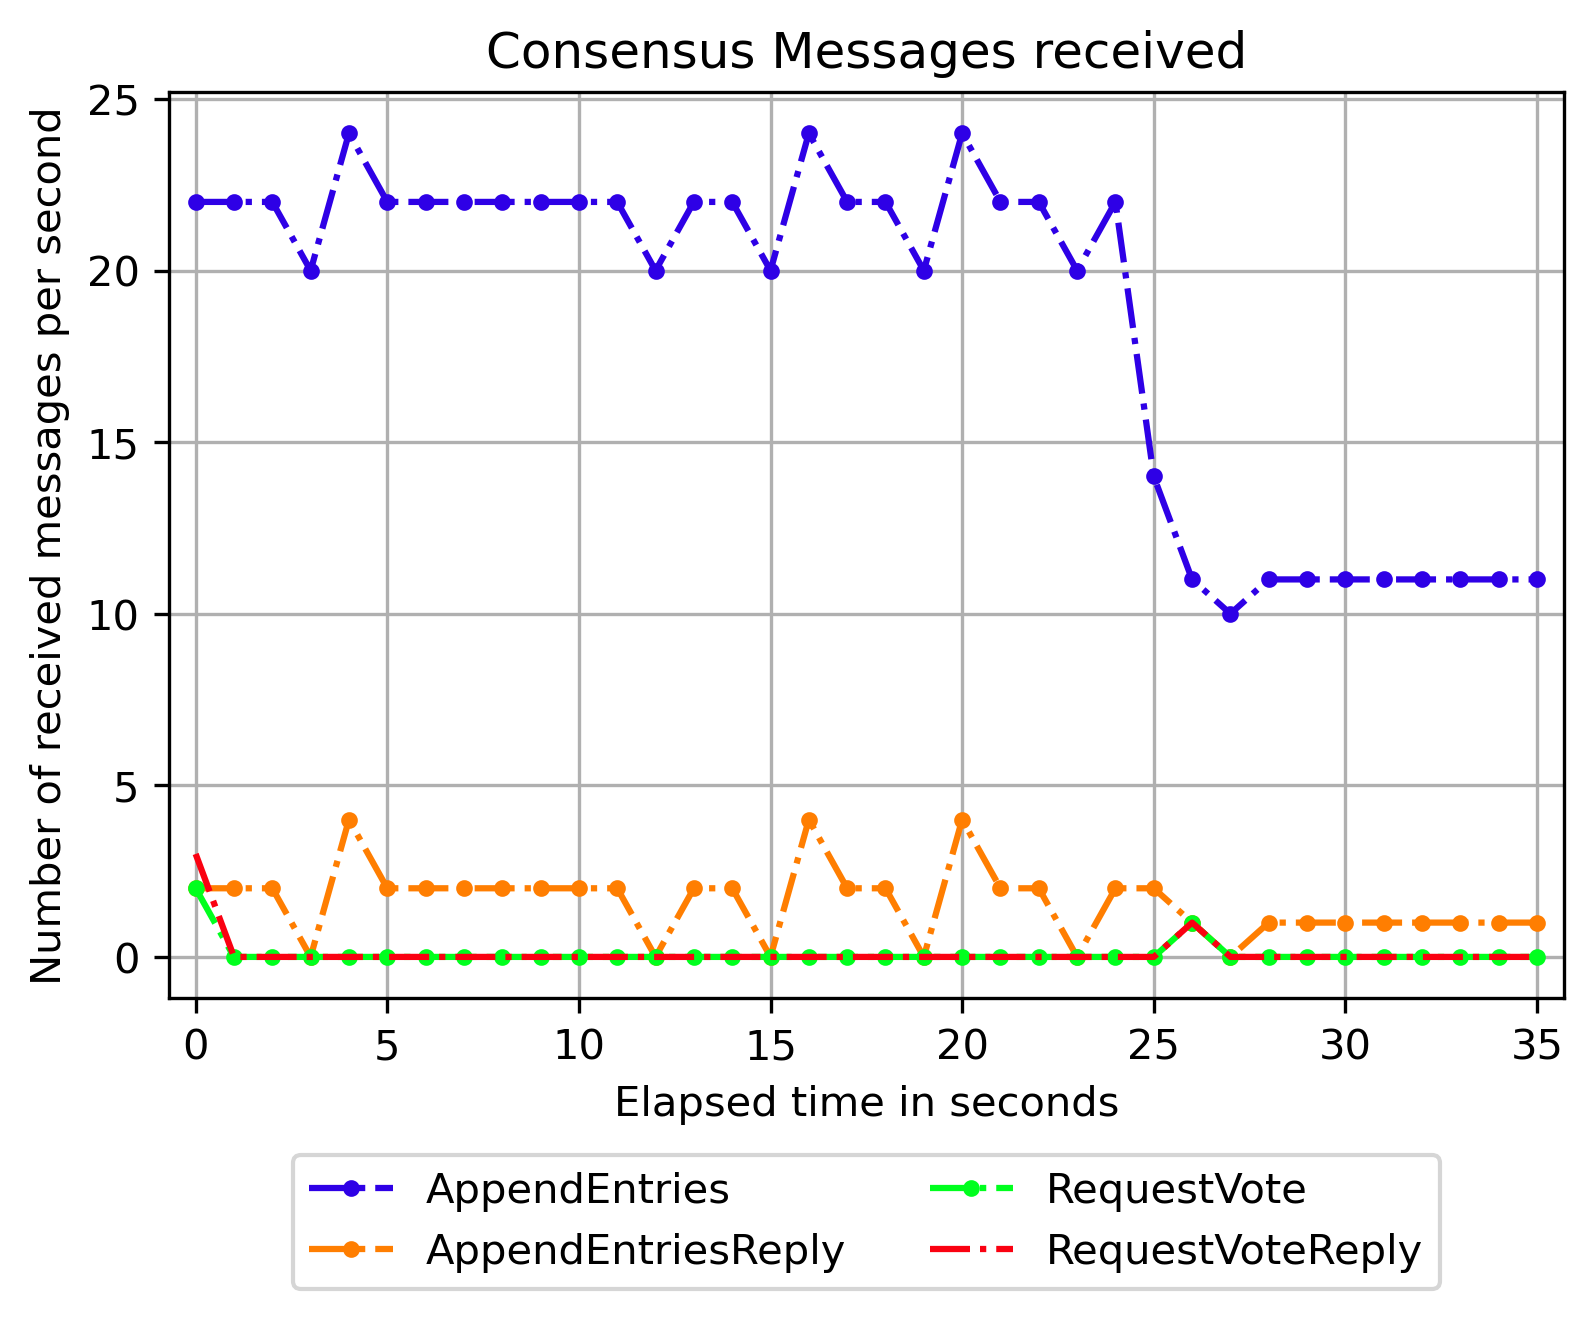 Consensus Messages received
Number of received messages per second
25
20
15
10
5
0
0 5 10 15 20 25 30 35
Elapsed time in seconds
AppendEntries RequestVote
AppendEntriesReply RequestVoteReply